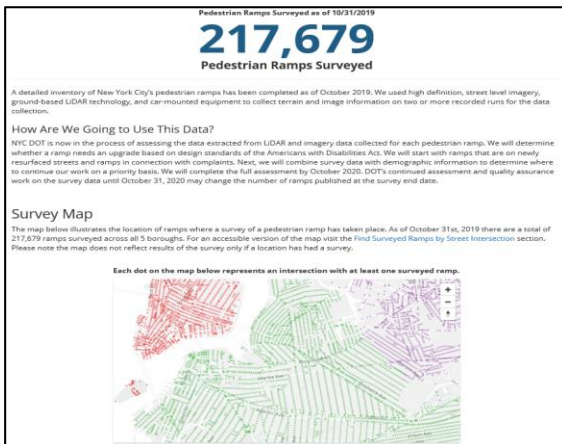 Pedestrian Ramps Surveyed as of 10/31/2019
217,679
Pedestrian Ramps Surveyed
A detailed inventory of New York City's pedestrian ramps has been completed as of October 2019. We used high definition, street level imagery,
ground-based LiDAR technology, and car-mounted equipment to collect terrain and image information on two or more recorded runs for the data
collection.
How Are We Going to Use This Data?
NYC DOT is now in the process of assessing the data extracted from LiDAR and imagery data collected for each pedestrian ramp. We will determine
whether a ramp needs an upgrade based on design standards of the Americans with Disabilities Act. We will start with ramps that are on newly
resurfaced streets and ramps in connection with complaints. Next, we will combine survey data with demographic information to determine where
to continue our work on a priority basis. We will complete the full assessment by October 2020. DOT's continued assessment and quality assurance
work on the survey data until October 31, 2020 may change the number of ramps published at the survey end date.
Survey Map
The map below illustrates the location of ramps where a survey of a pedestrian ramp has taken place. As of October 31st, 2019 there are a total of
217,679 ramps surveyed across all 5 boroughs. For an accessible version of the map visit the Find Surveyed Ramps by Street Intersection section.
Please note the map does not reflect results of the survey only if a location has had a survey.
Each dot on the map below represents an intersection with at least one surveyed ramp.